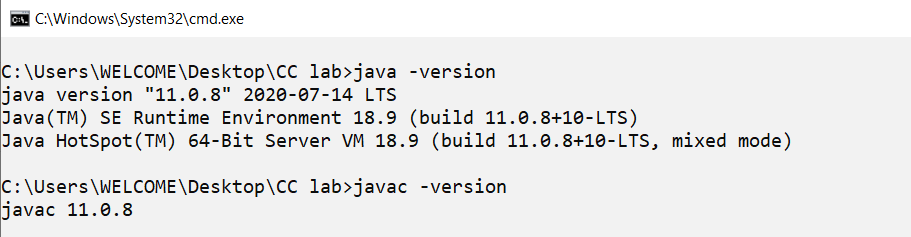 C:\Windows\System32\cmd.exe
C:\Users\WELCOME\Desktop\CC lab>java -version
java version "11.0.8" 2020-07-14 LTS
Java(TM) SE Runtime Environment 18.9 (build 11.0.8+10-LTS)
Java HotSpot(TM) 64-Bit Server VM 18.9 (build 11.0.8+10-LTS, mixed mode)
C:\Users\WELCOME\Desktop\CC lab>javac -version
javac 11.0.8